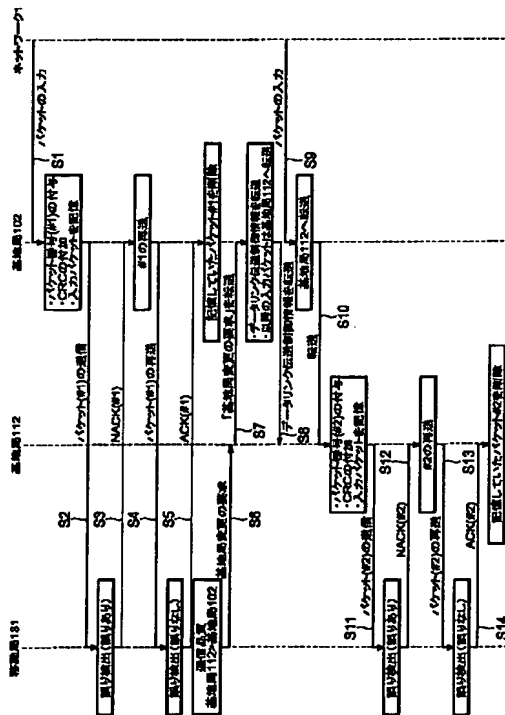 ネットワーク1
基地局102
基地局112
移動局131
パケットの入力
S1
・パケット番号(#1)の付与
・CRCの付加
・入力パケットを記憶
パケット(#1)の送信
S2
誤り検出(誤りあり)
NACK(#1)
S3
#1の再送
パケット(#1)の再送
S4
誤り検出(誤りなし)
ACK(#1)
S5
記憶していたパケット#1を削除
通信品質
基地局112>基地局102
基地局変更の要求
S6
「基地局変更の要求」を転送
S7
・データリンク伝送制御情報を転送
・以降の入力パケットは基地局112へ転送
データリンク伝送制御情報を転送
S8
パケットの入力
S9
基地局112へ転送
転送
S10
・パケット番号(#2)の付与
・CRCの付加
・入力パケットを記憶
パケット(#2)の送信
S11
誤り検出(誤りあり)
NACK(#2)
S12
#2の再送
パケット(#2)の再送
S13
誤り検出(誤りなし)
ACK(#2)
S14
記憶していたパケット#2を削除